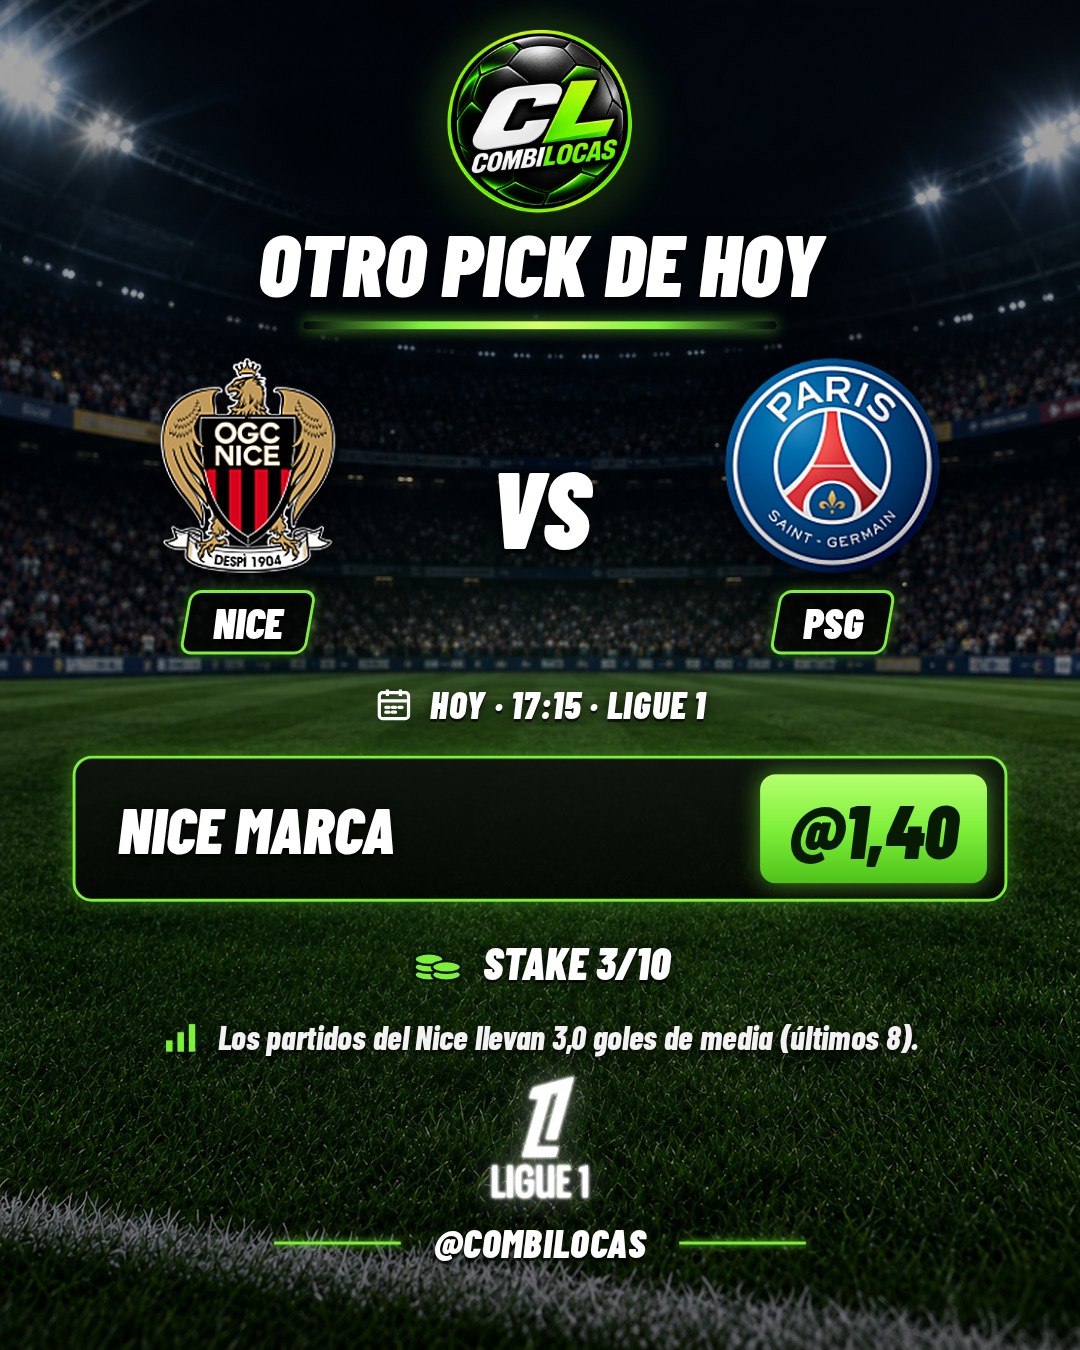 CL
COMBILOCAS
OTRO PICK DE HOY
OGC
NICE
DESPÌ 1904
VS
PARIS
SAINT-GERMAIN
NICE
PSG
HOY · 17:15 · LIGUE 1
NICE MARCA
@1,40
STAKE 3/10
Los partidos del Nice llevan 3,0 goles de media (últimos 8).
LIGUE 1
@COMBILOCAS